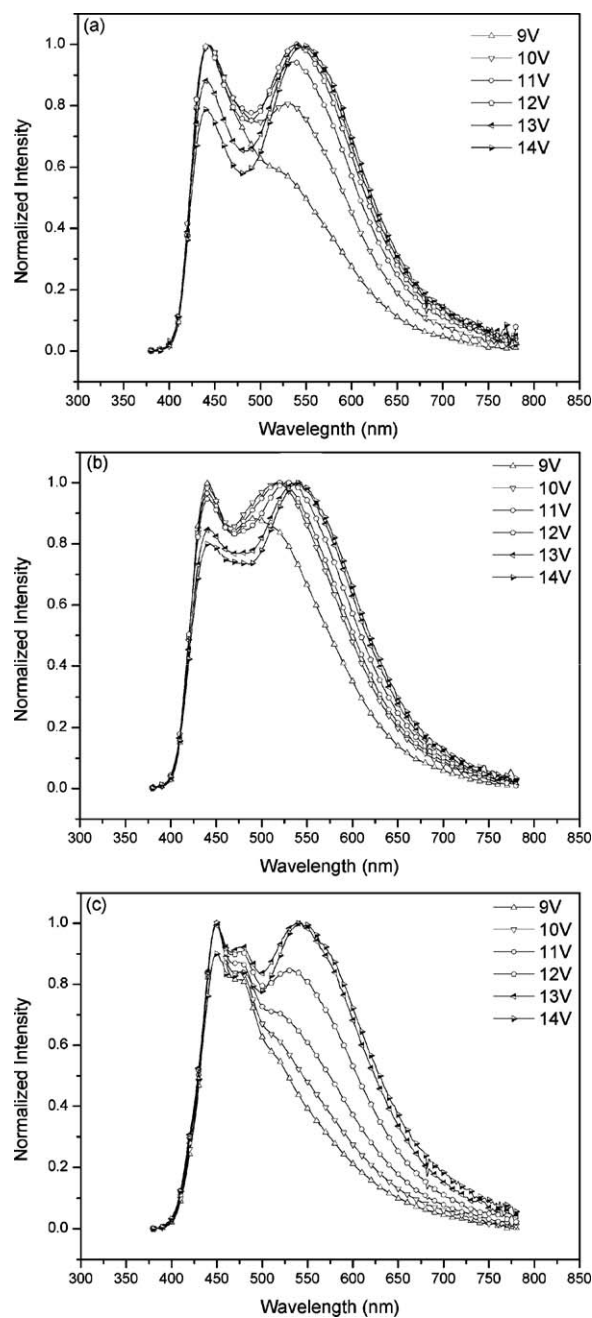 (a)
9V
10V
11V
12V
13V
14V
Normalized Intensity
1.0
0.8
0.6
0.4
0.2
0.0
300 350 400 450 500 550 600 650 700 750 800 850
Wavelegnth (nm)
(b)
9V
10V
11V
12V
13V
14V
Normalized Intensity
1.0
0.8
0.6
0.4
0.2
0.0
300 350 400 450 500 550 600 650 700 750 800 850
Wavelength (nm)
(c)
9V
10V
11V
12V
13V
14V
Normalized Intensity
1.0
0.8
0.6
0.4
0.2
0.0
300 350 400 450 500 550 600 650 700 750 800 850
Wavelength (nm)